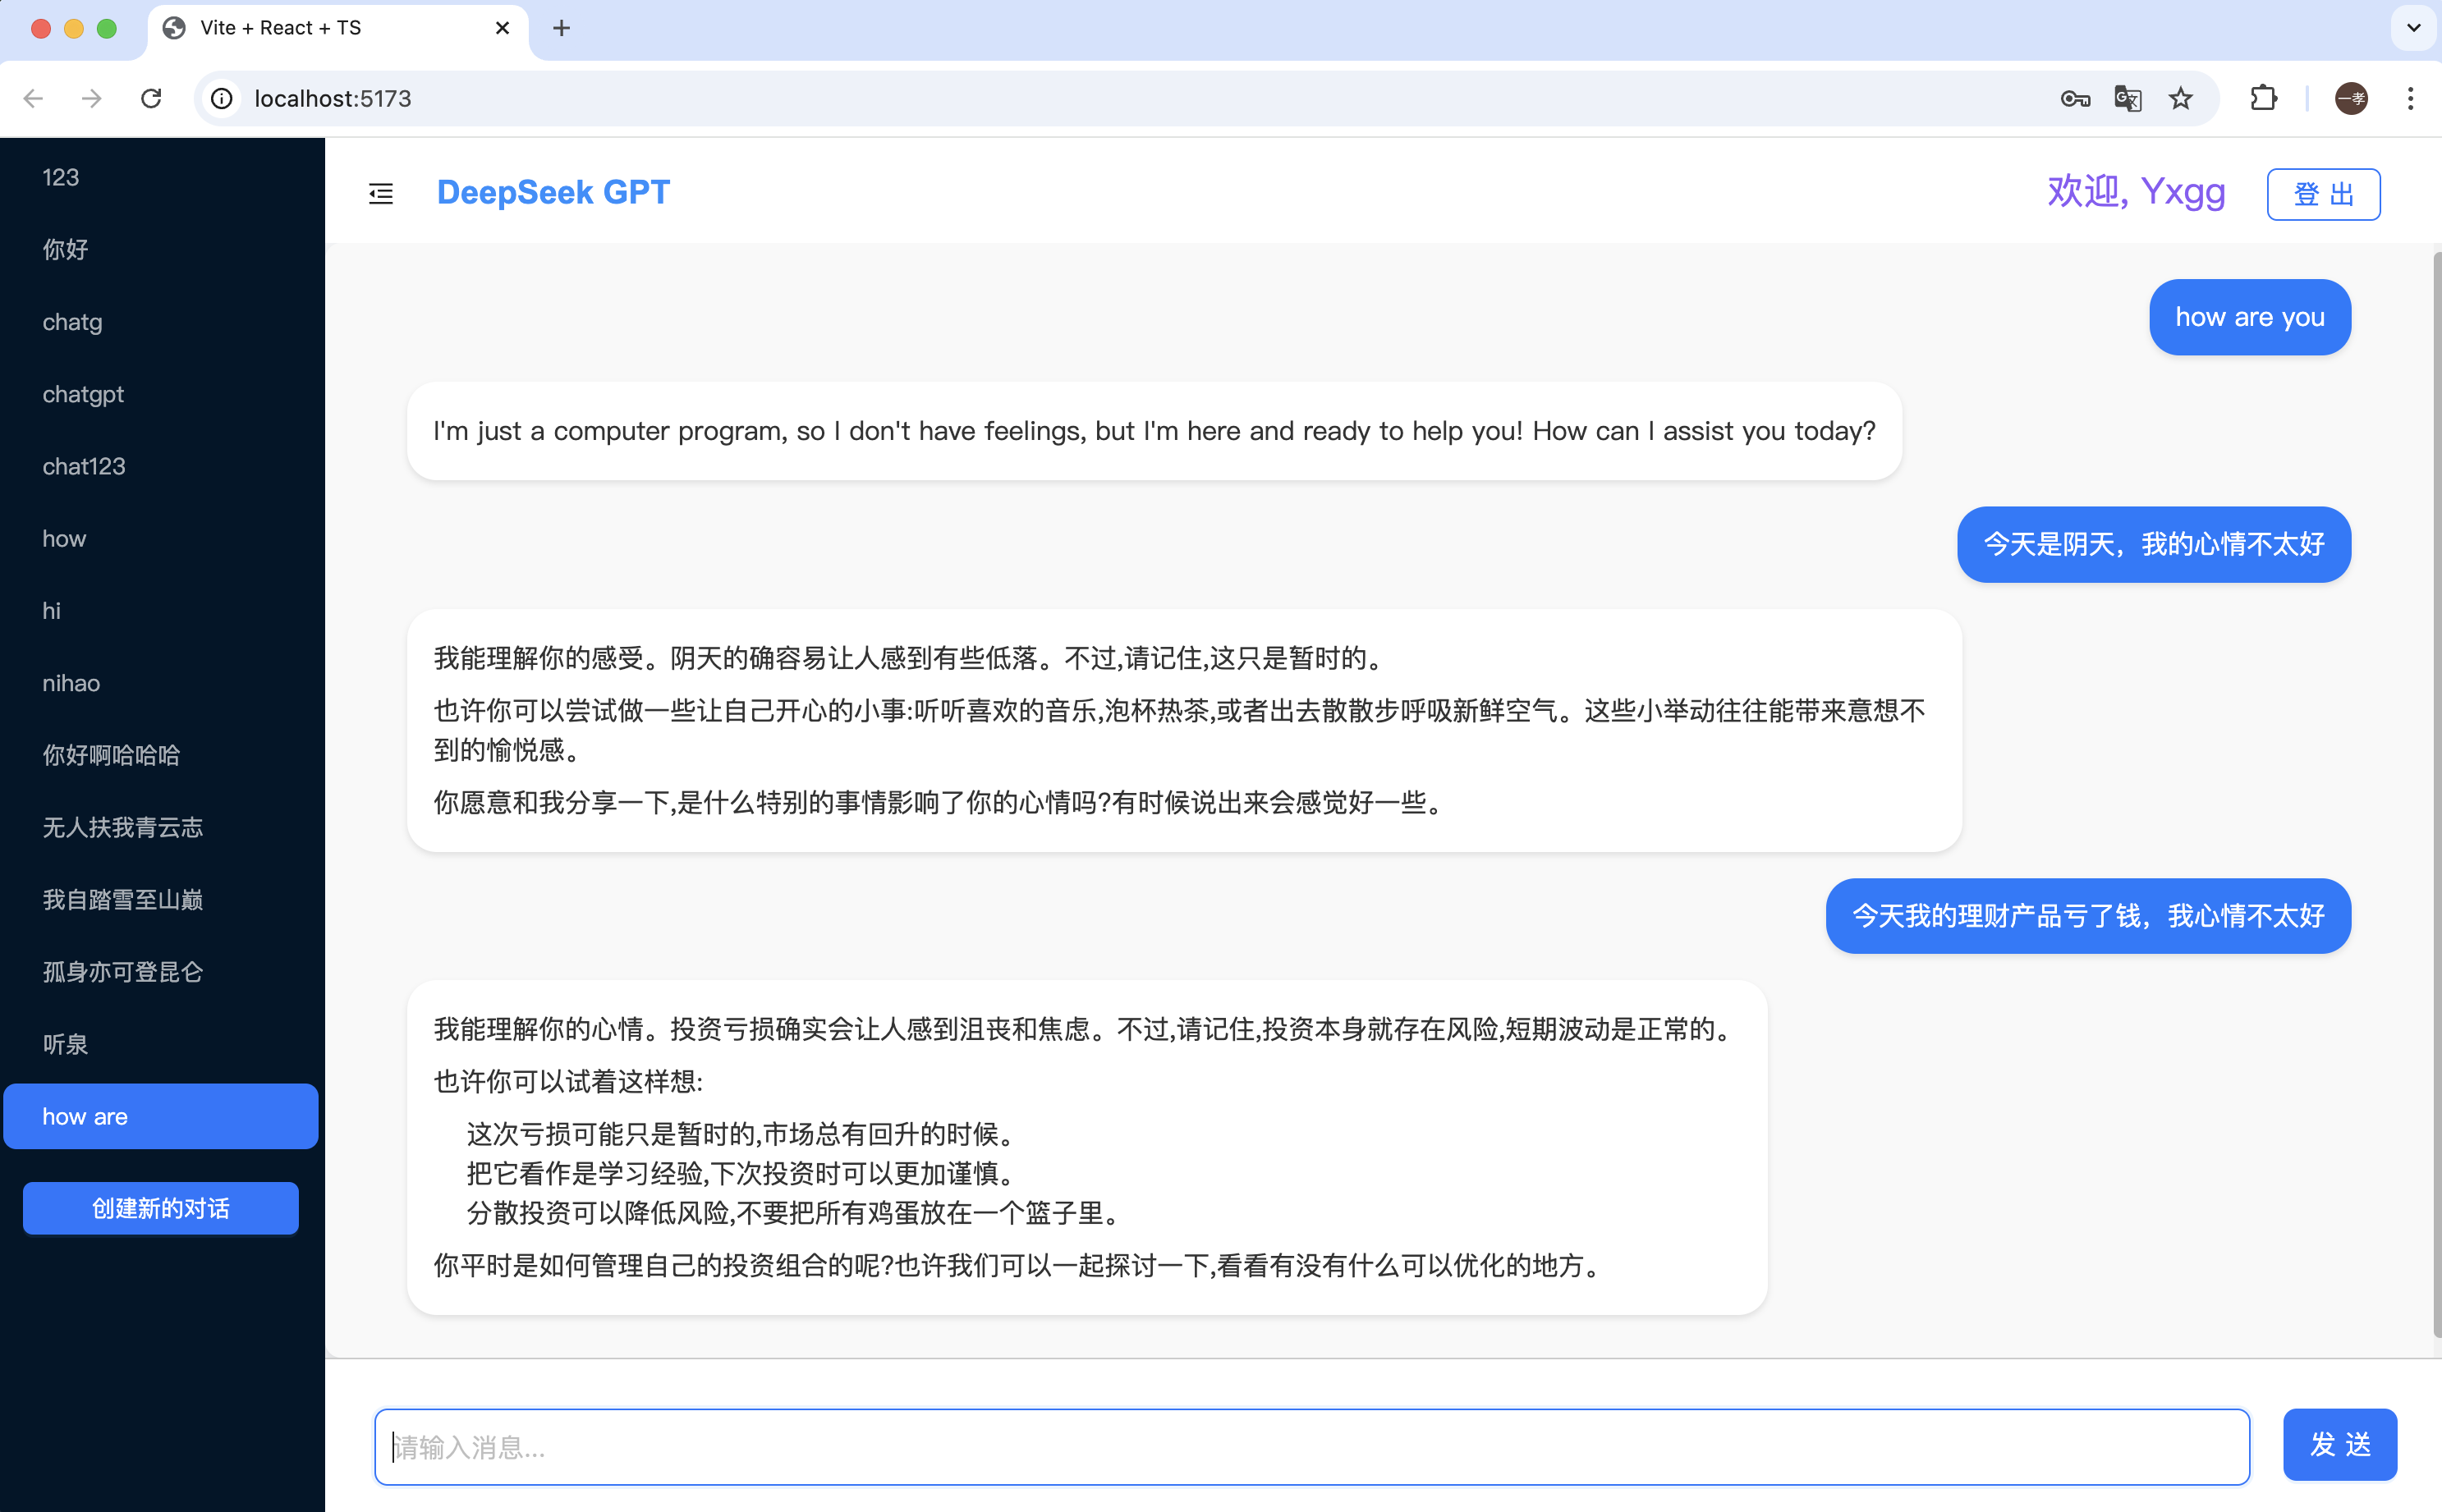 Vite + React + TS
localhost:5173
一孝
123
你好
chatg
chatgpt
chat123
how
hi
nihao
你好啊哈哈哈
无人扶我青云志
我自踏雪至山巅
孤身亦可登昆仑
听泉
how are
创建新的对话
DeepSeek GPT
欢迎, Yxgg
登 出
how are you
I'm just a computer program, so I don't have feelings, but I'm here and ready to help you! How can I assist you today?
今天是阴天，我的心情不太好
我能理解你的感受。阴天的确容易让人感到有些低落。不过,请记住,这只是暂时的。
也许你可以尝试做一些让自己开心的小事:听听喜欢的音乐,泡杯热茶,或者出去散散步呼吸新鲜空气。这些小举动往往能带来意想不
到的愉悦感。
你愿意和我分享一下,是什么特别的事情影响了你的心情吗?有时候说出来会感觉好一些。
今天我的理财产品亏了钱，我心情不太好
我能理解你的心情。投资亏损确实会让人感到沮丧和焦虑。不过,请记住,投资本身就存在风险,短期波动是正常的。
也许你可以试着这样想:
这次亏损可能只是暂时的,市场总有回升的时候。
把它看作是学习经验,下次投资时可以更加谨慎。
分散投资可以降低风险,不要把所有鸡蛋放在一个篮子里。
你平时是如何管理自己的投资组合的呢?也许我们可以一起探讨一下,看看有没有什么可以优化的地方。
请输入消息...
发 送